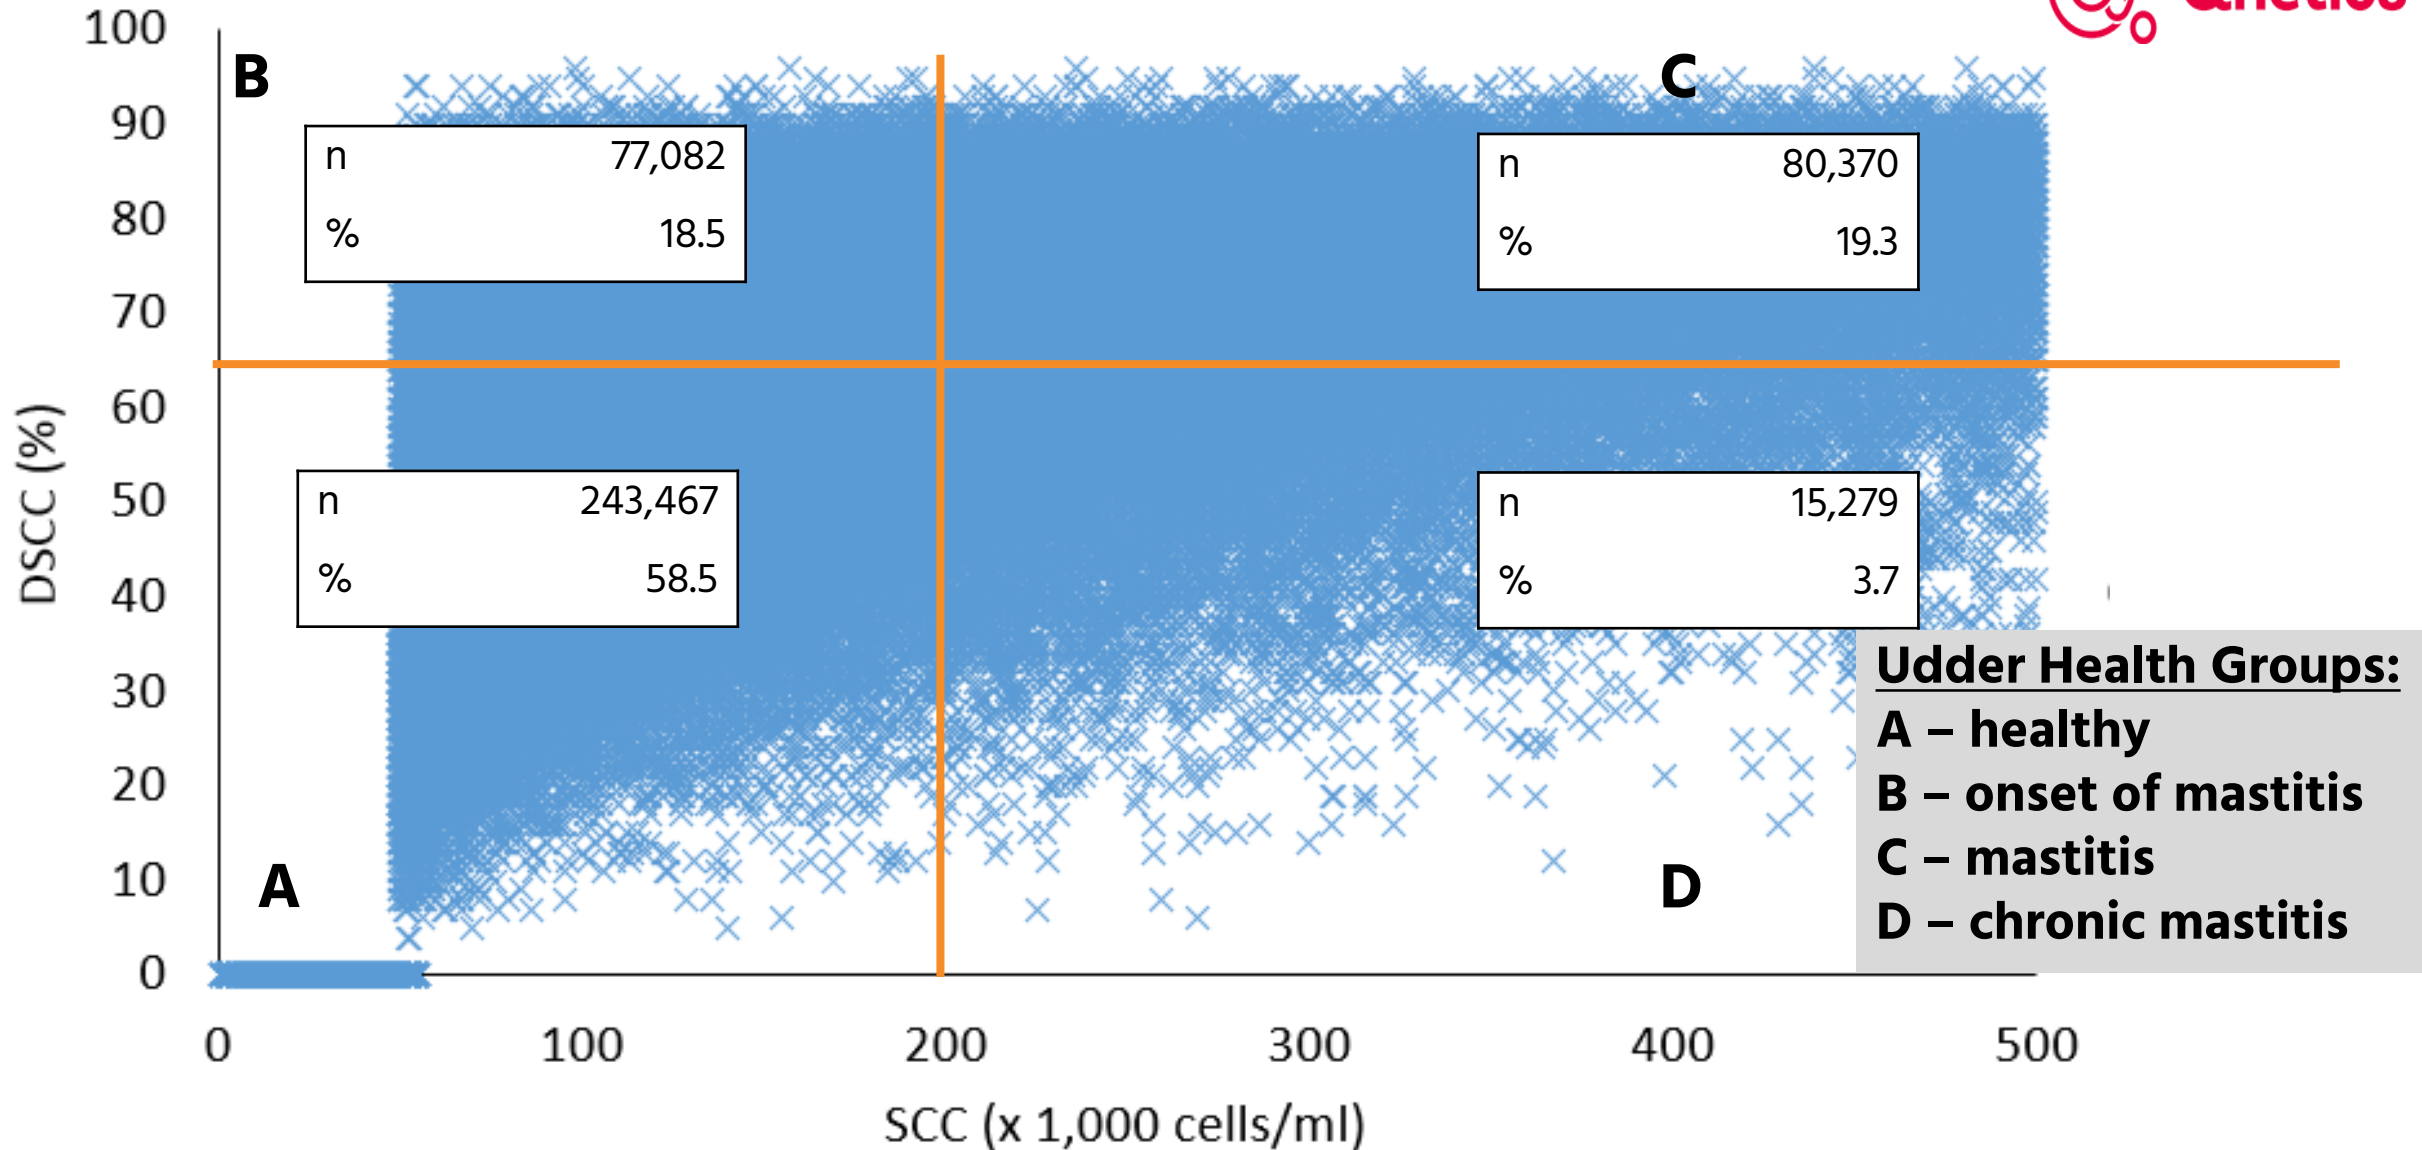 100
90
80
70
60
50
40
30
20
10
0
DSCC (%)
B
C
n 77,082
% 18.5
n 80,370
% 19.3
n 243,467
% 58.5
n 15,279
% 3.7
A
D
Udder Health Groups:
A – healthy
B – onset of mastitis
C – mastitis
D – chronic mastitis
0 100 200 300 400 500
SCC (x 1,000 cells/ml)